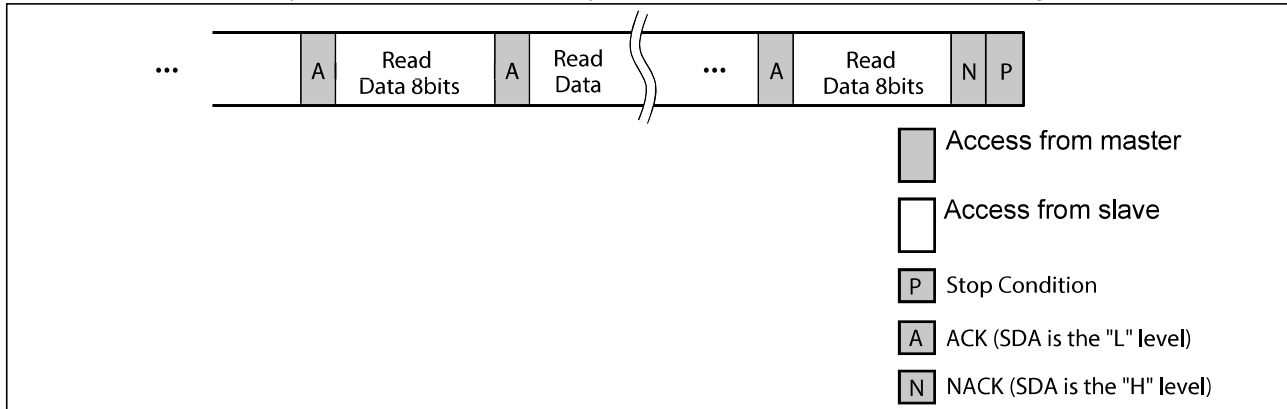 ... A Read Data 8bits A Read Data ... A Read Data 8bits N P
Access from master
Access from slave
P Stop Condition
A ACK (SDA is the "L" level)
N NACK (SDA is the "H" level)